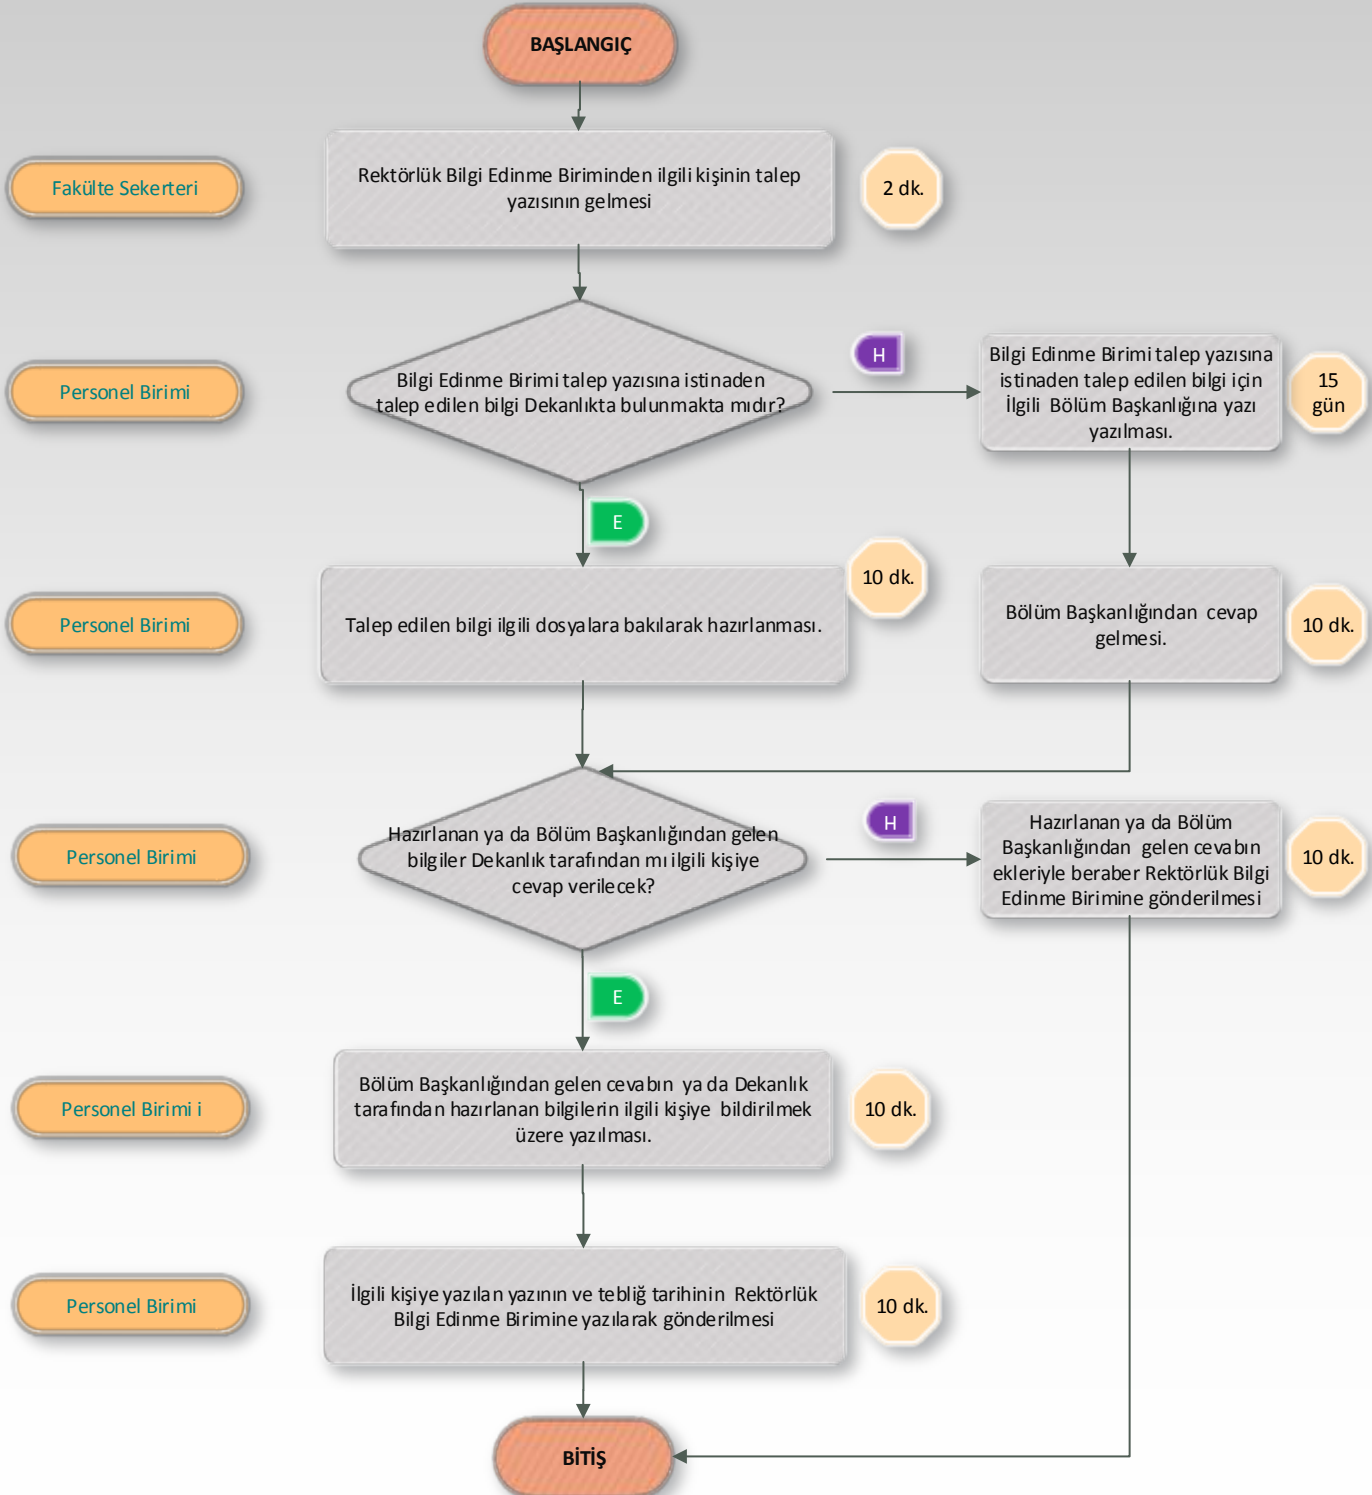 BAŞLANGIÇ
Fakülte Sekerteri
Rektörlük Bilgi Edinme Biriminden ilgili kişinin talep
yazısının gelmesi
2 dk.
Personel Birimi
Bilgi Edinme Birimi talep yazısına istinaden
talep edilen bilgi Dekanlıkta bulunmakta mıdır?
H
Bilgi Edinme Birimi talep yazısına
istinaden talep edilen bilgi için
İlgili Bölüm Başkanlığına yazı
yazılması.
15
gün
E
Personel Birimi
Talep edilen bilgi ilgili dosyalara bakılarak hazırlanması.
10 dk.
Bölüm Başkanlığından cevap
gelmesi.
10 dk.
Personel Birimi
Hazırlanan ya da Bölüm Başkanlığından gelen
bilgiler Dekanlık tarafından mı ilgili kişiye
cevap verilecek?
H
Hazırlanan ya da Bölüm
Başkanlığından gelen cevabın
ekleriyle beraber Rektörlük Bilgi
Edinme Birimine gönderilmesi
10 dk.
E
Personel Birimi i
Bölüm Başkanlığından gelen cevabın ya da Dekanlık
tarafından hazırlanan bilgilerin ilgili kişiye bildirilmek
üzere yazılması.
10 dk.
Personel Birimi
İlgili kişiye yazılan yazının ve tebliğ tarihinin Rektörlük
Bilgi Edinme Birimine yazılarak gönderilmesi
10 dk.
BİTİŞ